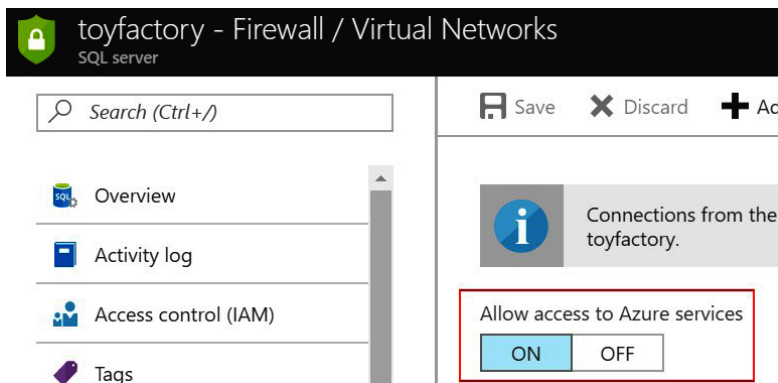 toyfactory - Firewall / Virtual Networks
SQL server
Search (Ctrl+/)
Save Discard
Connections from the
toyfactory.
Overview
Activity log
Access control (IAM)
Tags
Allow access to Azure services
ON OFF